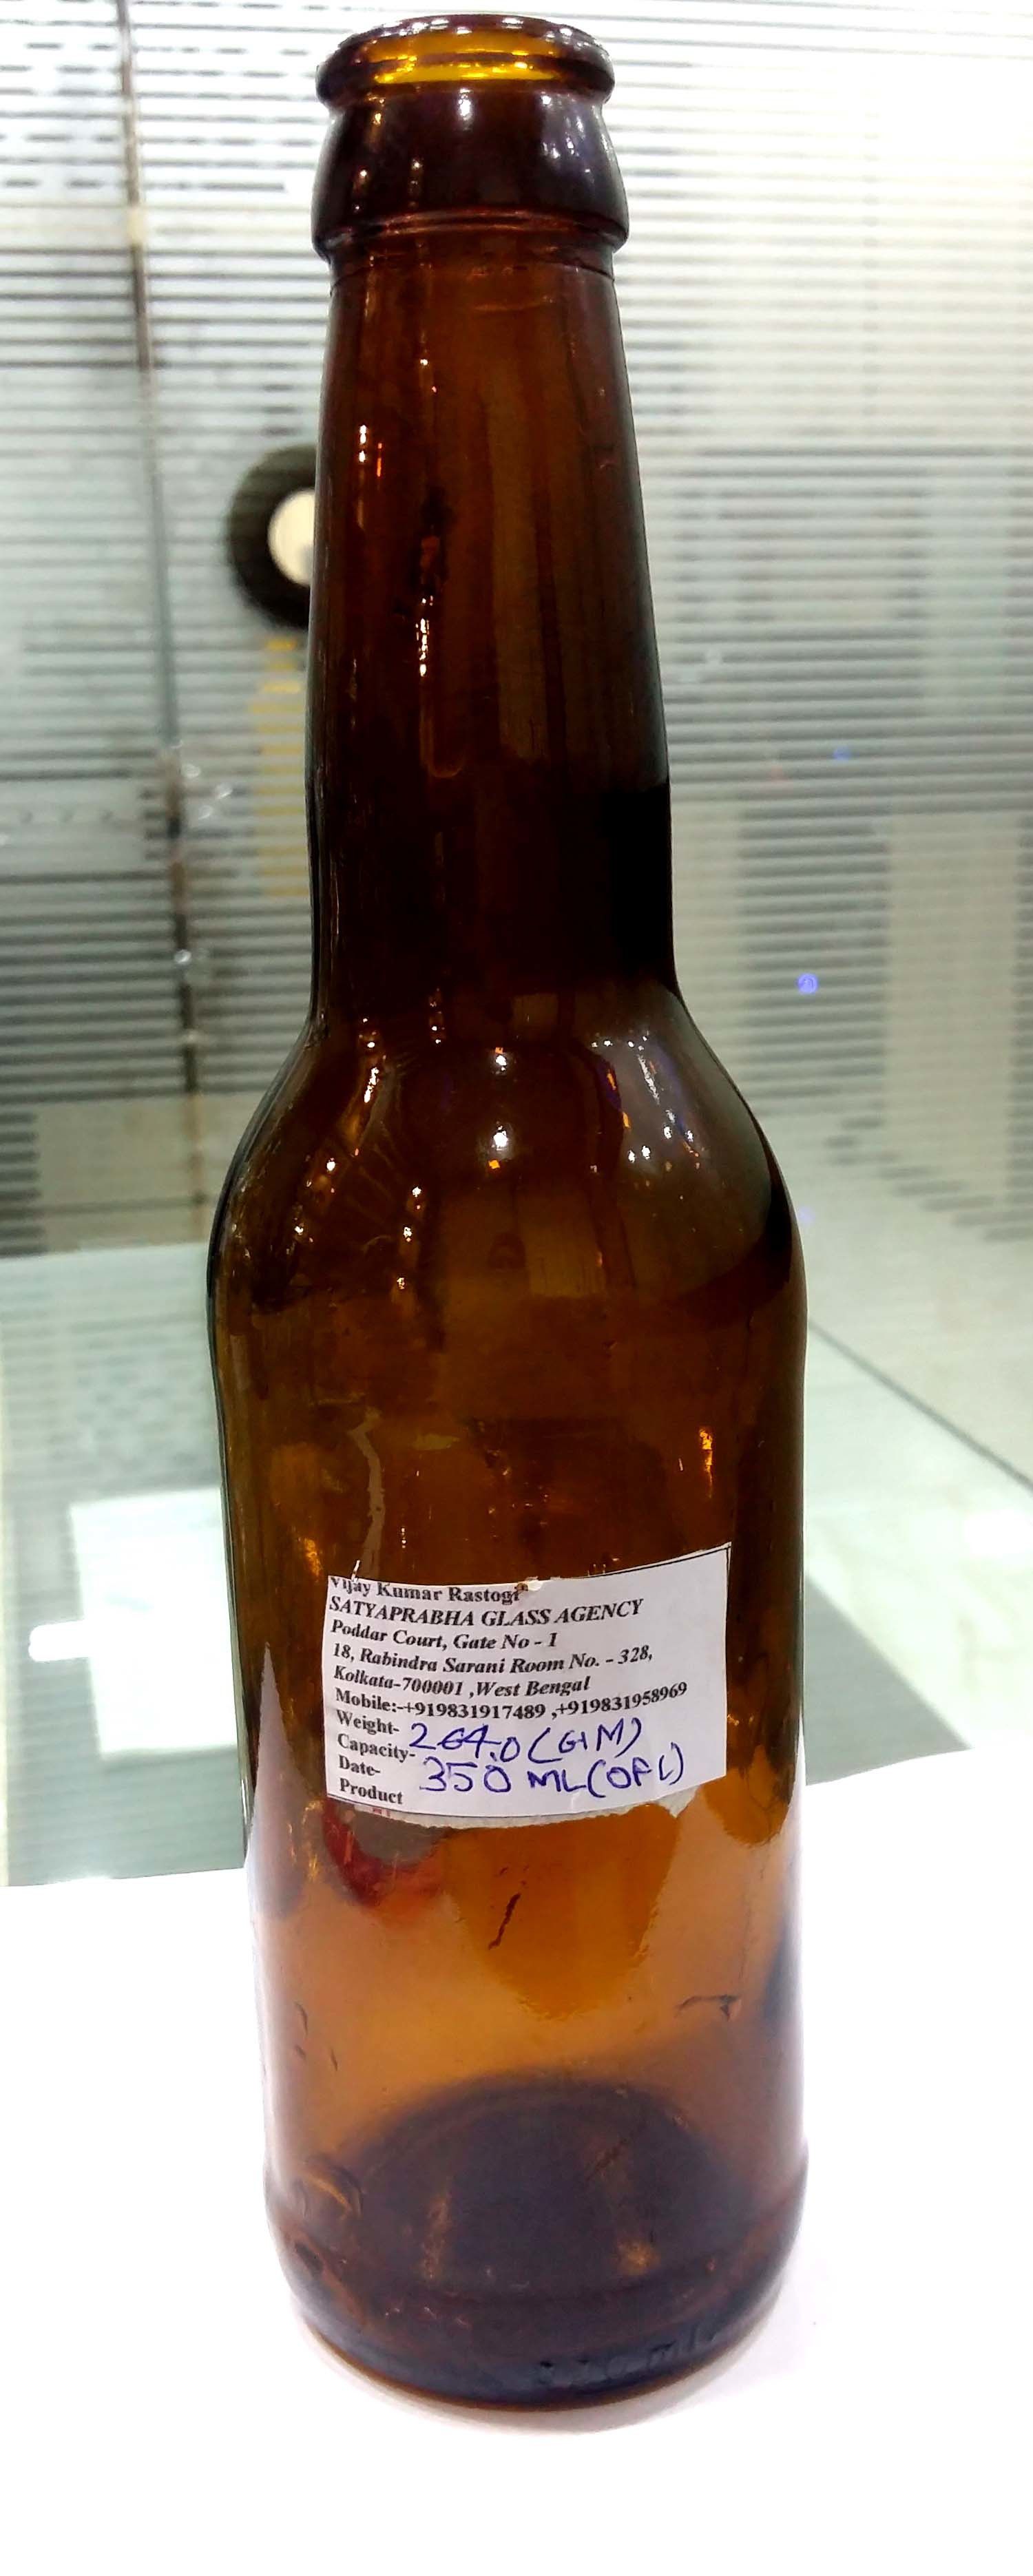 Vijay Kumar Rastogi
SATYAPRABHA GLASS AGENCY
Poddar Court, Gate No - 1
18, Rabindra Sarani Room No. - 328,
Kolkata-700001 ,West Bengal
Mobile:-+919831917489 ,+919831958969
Weight- 264.0 (GM)
Capacity- 350 ML (OFL)
Date-
Product